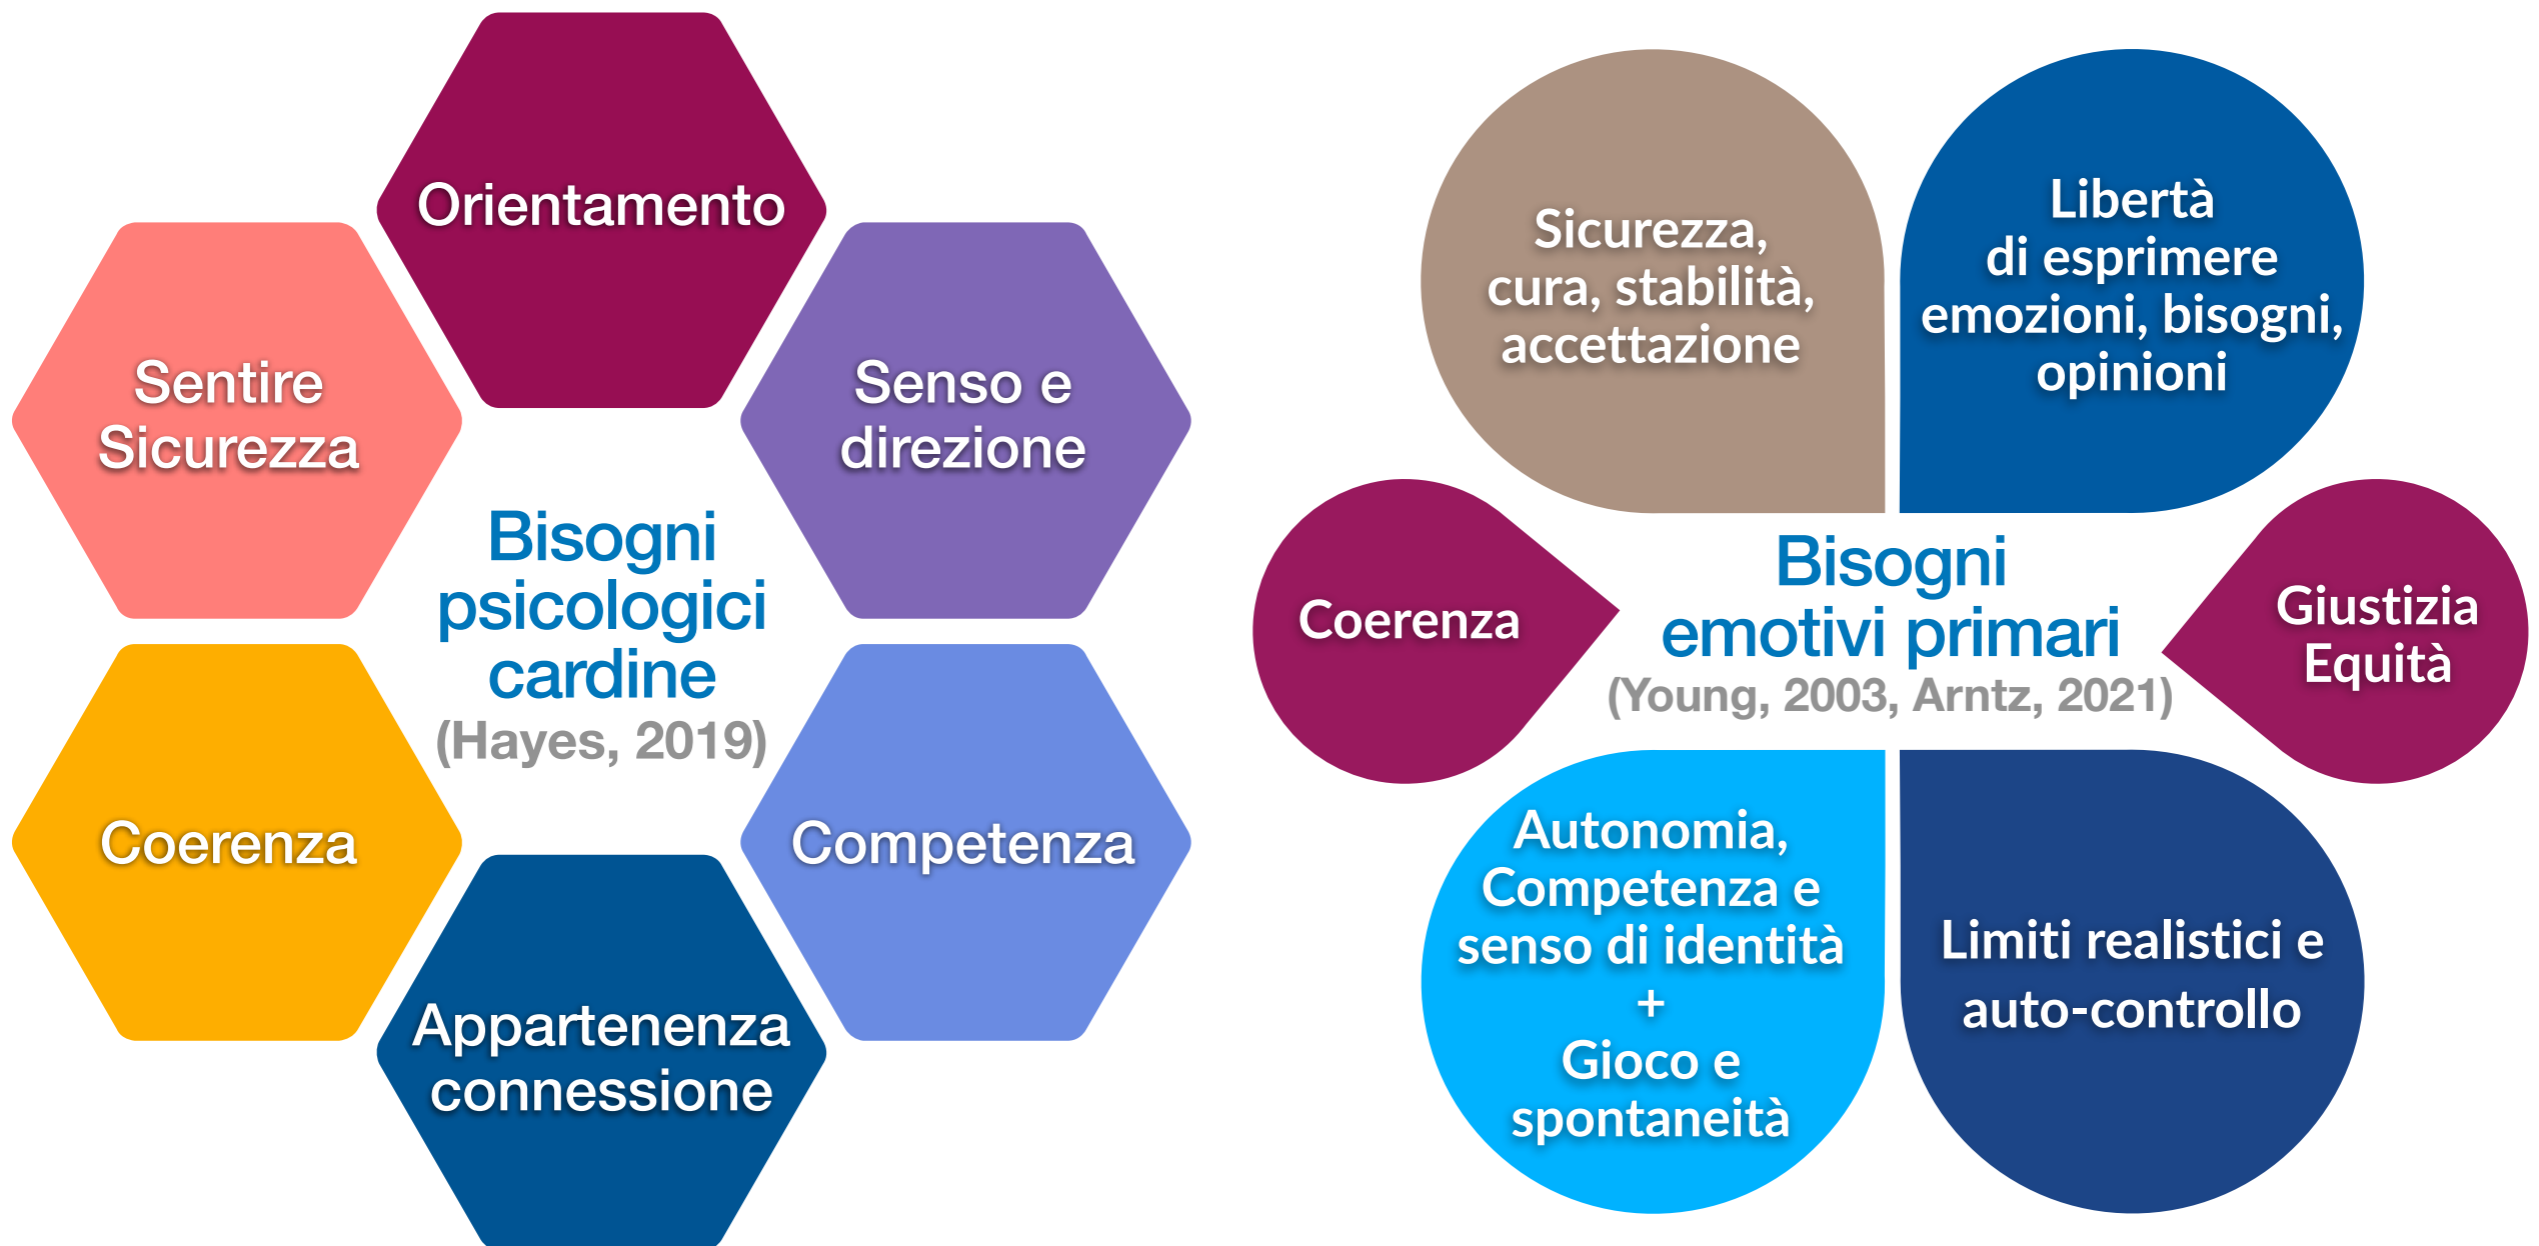 Orientamento
Sentire
Sicurezza
Senso e
direzione
Bisogni
psicologici
cardine
(Hayes, 2019)
Coerenza
Competenza
Appartenenza
connessione
Sicurezza,
cura, stabilità,
accettazione
Libertà
di esprimere
emozioni, bisogni,
opinioni
Coerenza
Bisogni
emotivi primari
(Young, 2003, Arntz, 2021)
Giustizia
Equità
Autonomia,
Competenza e
senso di identità
+
Gioco e
spontaneità
Limiti realistici e
auto-controllo